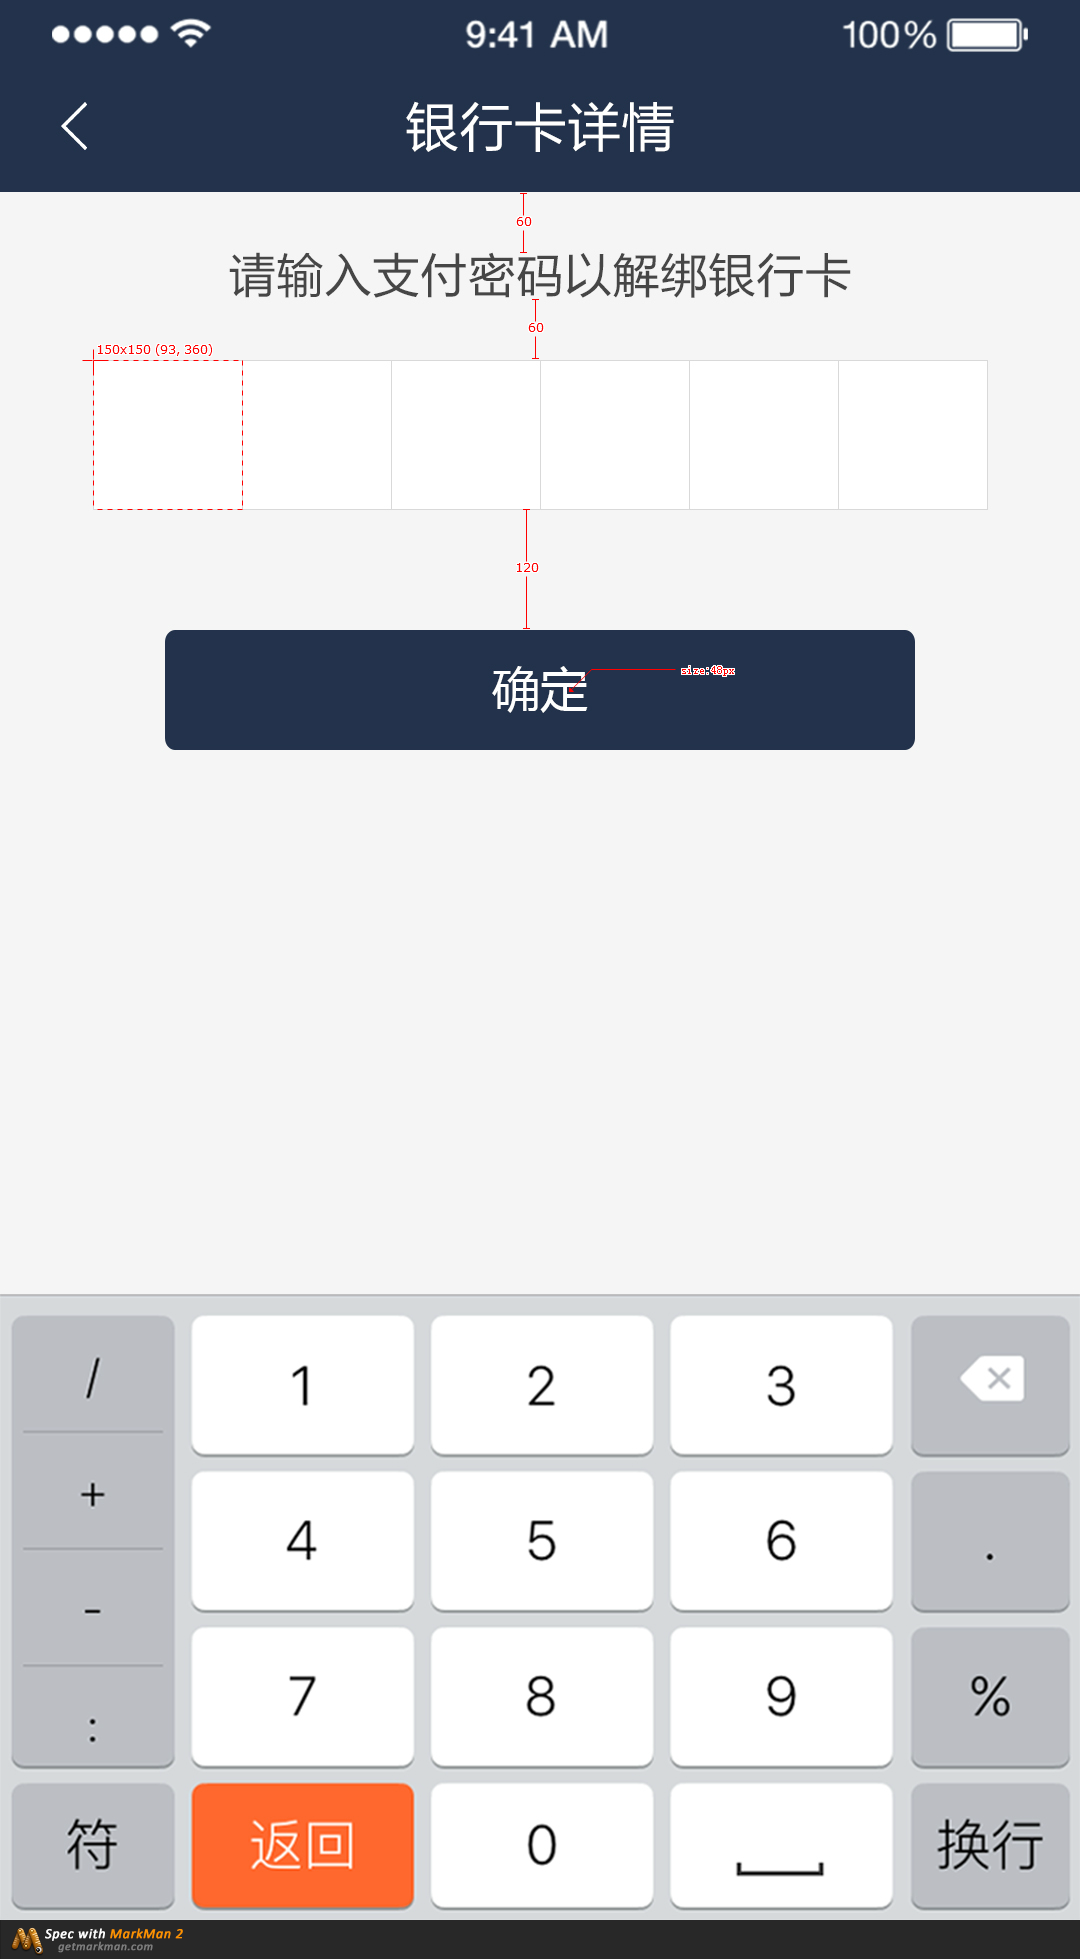 9:41 AM
100%
银行卡详情
60
请输入支付密码以解绑银行卡
60
150x150 (93, 360)
120
确定
size:48px
/
1
2
3
+
4
5
6
.
-
7
8
9
%
:
符
返回
0
换行
Spec with MarkMan 2
getmarkman.com